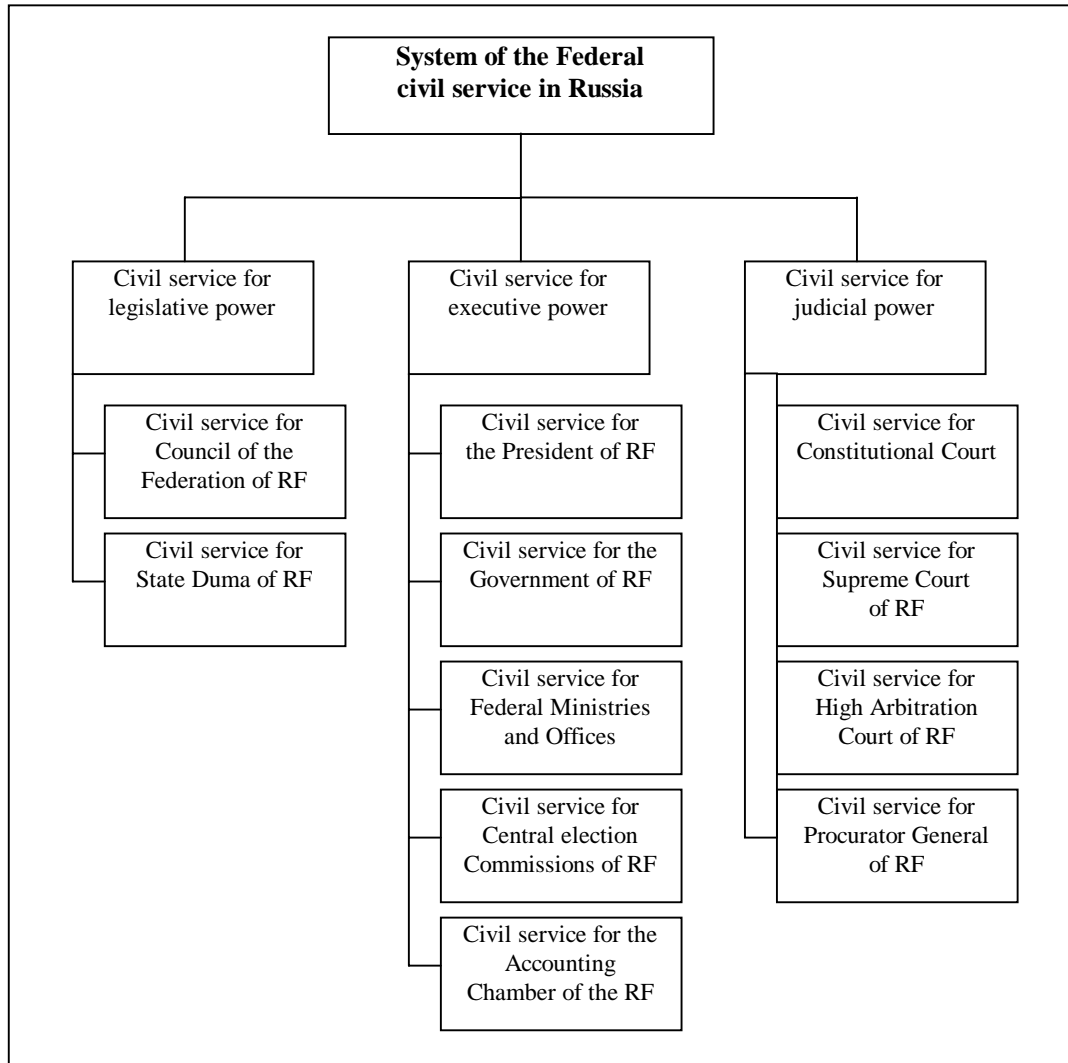 System of the Federal
civil service in Russia
Civil service for
legislative power
Civil service for
Council of the
Federation of RF
Civil service for
State Duma of RF
Civil service for
executive power
Civil service for
the President of RF
Civil service for the
Government of RF
Civil service for
Federal Ministries
and Offices
Civil service for
Central election
Commissions of RF
Civil service for the
Accounting
Chamber of the RF
Civil service for
judicial power
Civil service for
Constitutional Court
Civil service for
Supreme Court
of RF
Civil service for
High Arbitration
Court of RF
Civil service for
Procurator General
of RF